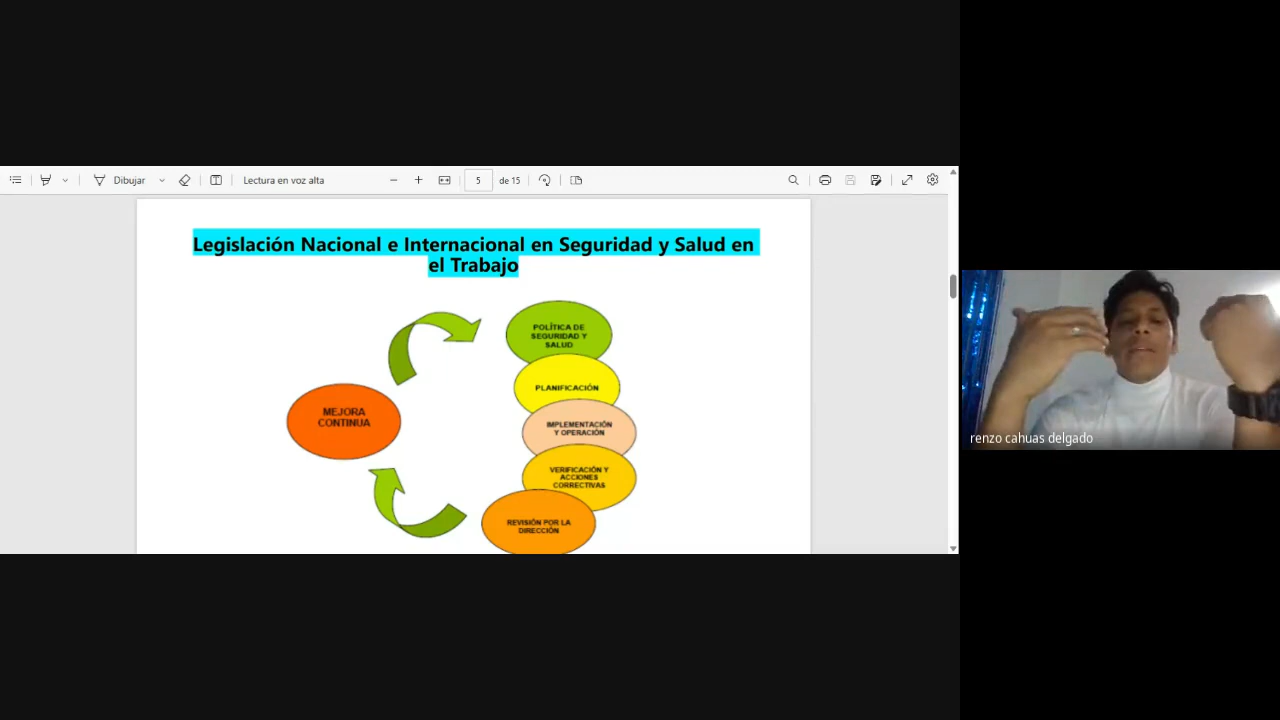 Dibujar
Lectura en voz alta
5 de 15
Legislación Nacional e Internacional en Seguridad y Salud en
el Trabajo
POLÍTICA DE
SEGURIDAD Y
SALUD
PLANIFICACIÓN
MEJORA
CONTINUA
IMPLEMENTACIÓN
Y OPERACIÓN
VERIFICACIÓN Y
ACCIONES
CORRECTIVAS
REVISIÓN POR LA
DIRECCIÓN
renzo cahuas delgado